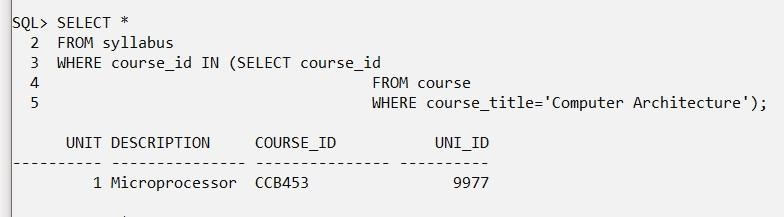 SQL> SELECT *
  2  FROM syllabus
  3  WHERE course_id IN (SELECT course_id
  4                                     FROM course
  5                                     WHERE course_title='Computer Architecture');
      UNIT DESCRIPTION     COURSE_ID           UNI_ID
---------- --------------- --------------- ----------
         1 Microprocessor  CCB453                9977